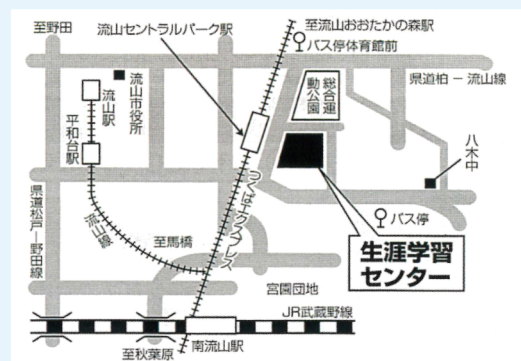 至野田
流山セントラルパーク駅
至流山おおたかの森駅
バス停体育館前
県道柏ー流山線
流山市役所
流山駅
平和台駅
総合運
動公園
八木中
つくばエクスプレス
県道松戸ー野田線
流山線
至馬橋
バス停
生涯学習
センター
宮園団地
JR武蔵野線
南流山駅
至秋葉原